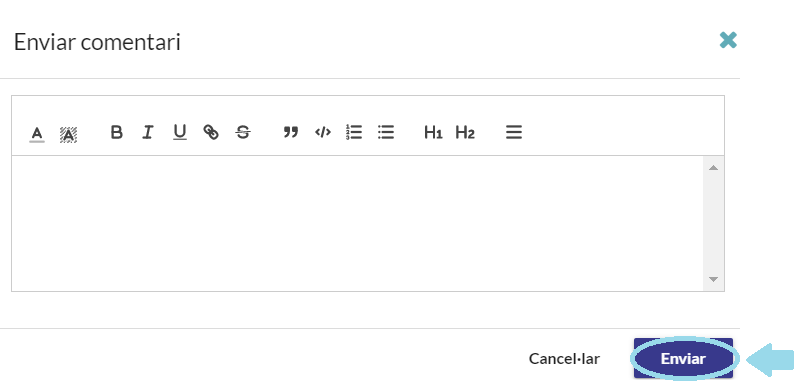 Enviar comentari
A A B I U S H1 H2
Cancel·lar Enviar